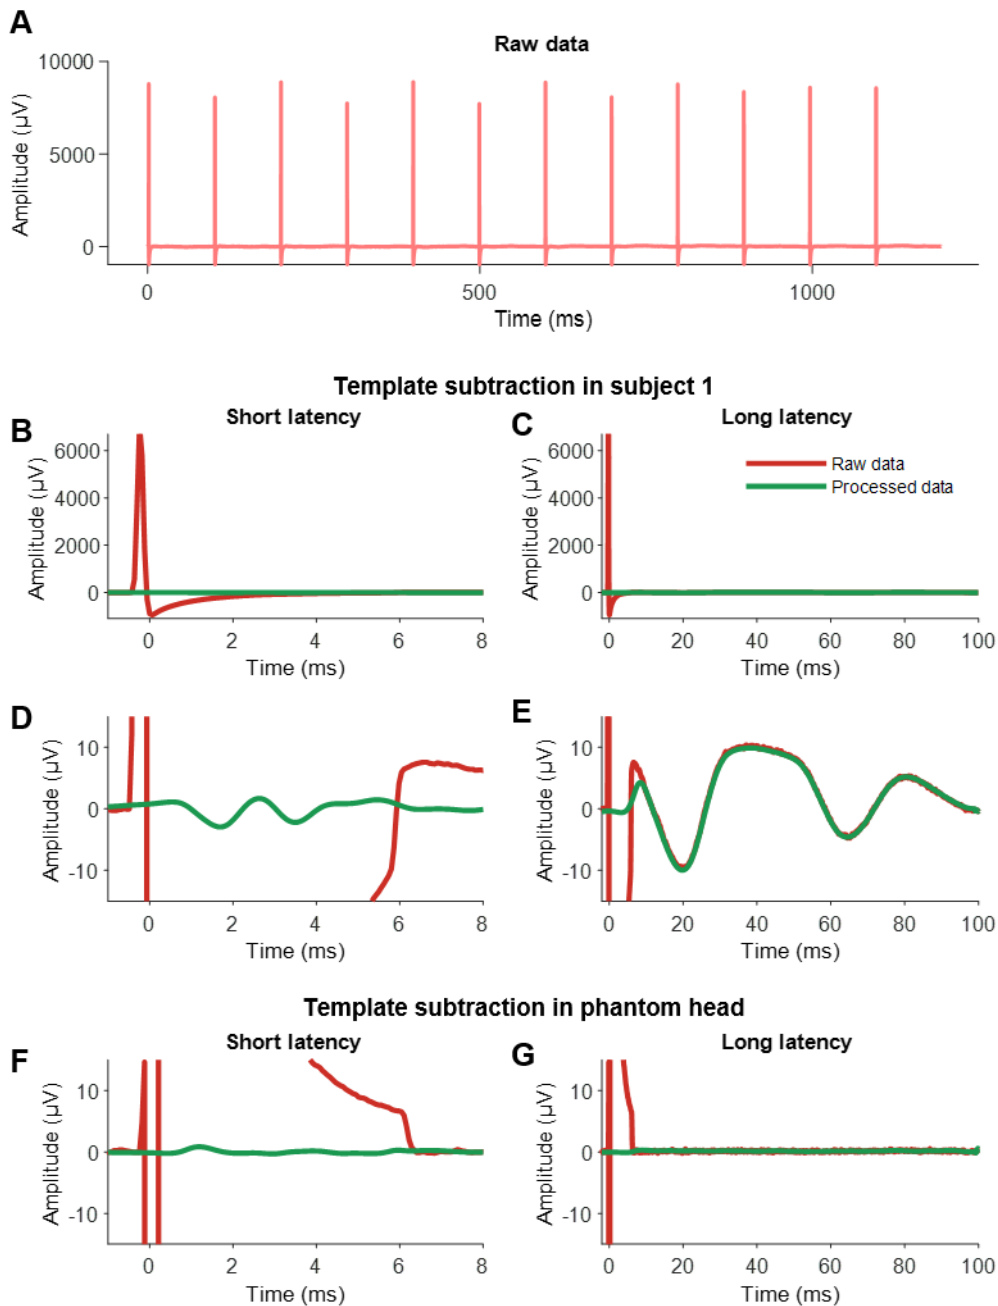 A
Raw data
10000
5000
0
Amplitude (µV)
0 500 1000
Time (ms)
Template subtraction in subject 1
B
Short latency
6000
4000
2000
0
Amplitude (µV)
0 2 4 6 8
Time (ms)
C
Long latency
6000
4000
2000
0
Amplitude (µV)
Raw data
Processed data
0 20 40 60 80 100
Time (ms)
D
10
0
-10
Amplitude (µV)
0 2 4 6 8
Time (ms)
E
10
0
-10
Amplitude (µV)
0 20 40 60 80 100
Time (ms)
Template subtraction in phantom head
F
Short latency
10
0
-10
Amplitude (µV)
0 2 4 6 8
Time (ms)
G
Long latency
10
0
-10
Amplitude (µV)
0 20 40 60 80 100
Time (ms)